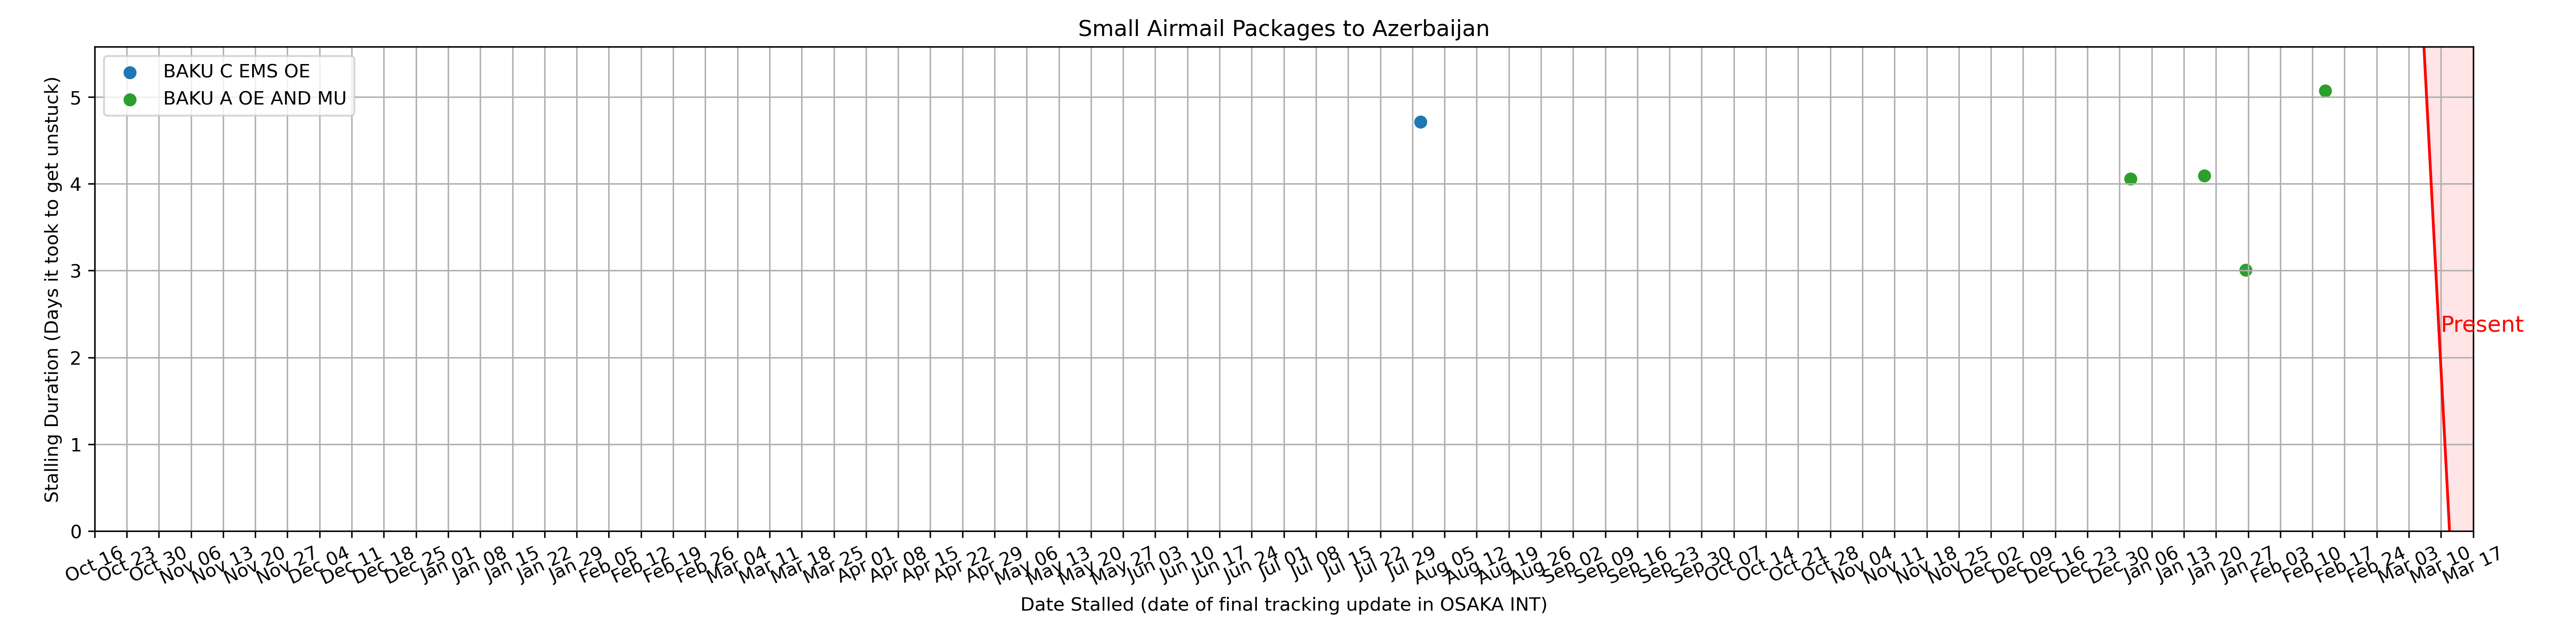 Small Airmail Packages to Azerbaijan
BAKU C EMS OE
BAKU A OE AND MU
Stalling Duration (Days it took to get unstuck)
5
4
3
2
1
0
Present
Oct 16 Oct 23 Oct 30 Nov 06 Nov 13 Nov 20 Nov 27 Dec 04 Dec 11 Dec 18 Dec 25 Jan 01 Jan 08 Jan 15 Jan 22 Jan 29 Feb 05 Feb 12 Feb 19 Feb 26 Mar 04 Mar 11 Mar 18 Mar 25 Apr 01 Apr 08 Apr 15 Apr 22 Apr 29 May 06 May 13 May 20 May 27 Jun 03 Jun 10 Jun 17 Jun 24 Jul 01 Jul 08 Jul 15 Jul 22 Jul 29 Aug 05 Aug 12 Aug 19 Aug 26 Sep 02 Sep 09 Sep 16 Sep 23 Sep 30 Oct 07 Oct 14 Oct 21 Oct 28 Nov 04 Nov 11 Nov 18 Nov 25 Dec 02 Dec 09 Dec 16 Dec 23 Dec 30 Jan 06 Jan 13 Jan 20 Jan 27 Feb 03 Feb 10 Feb 17 Feb 24 Mar 03 Mar 10 Mar 17
Date Stalled (date of final tracking update in OSAKA INT)